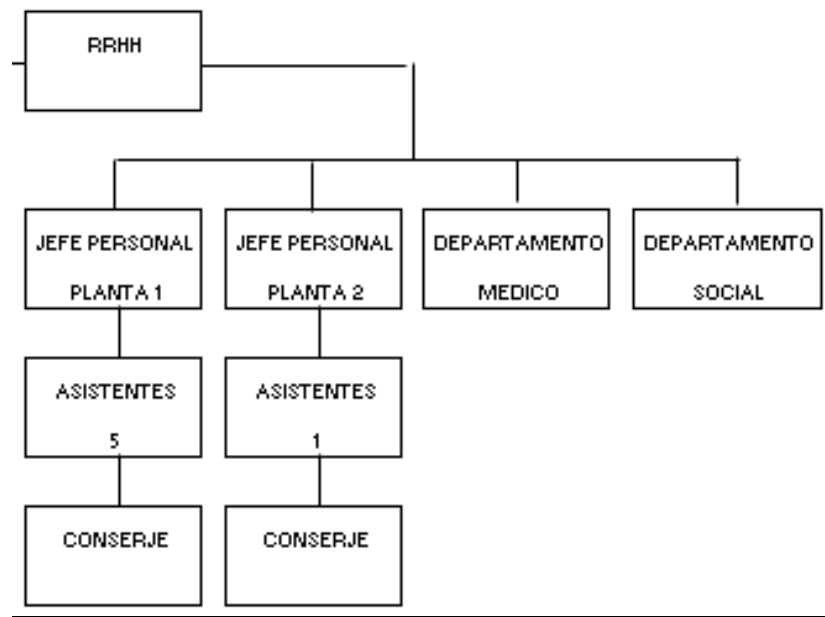 RRHH
JEFE PERSONAL
PLANTA 1
JEFE PERSONAL
PLANTA 2
DEPARTAMENTO
MEDICO
DEPARTAMENTO
SOCIAL
ASISTENTES
5
ASISTENTES
1
CONSERJE
CONSERJE